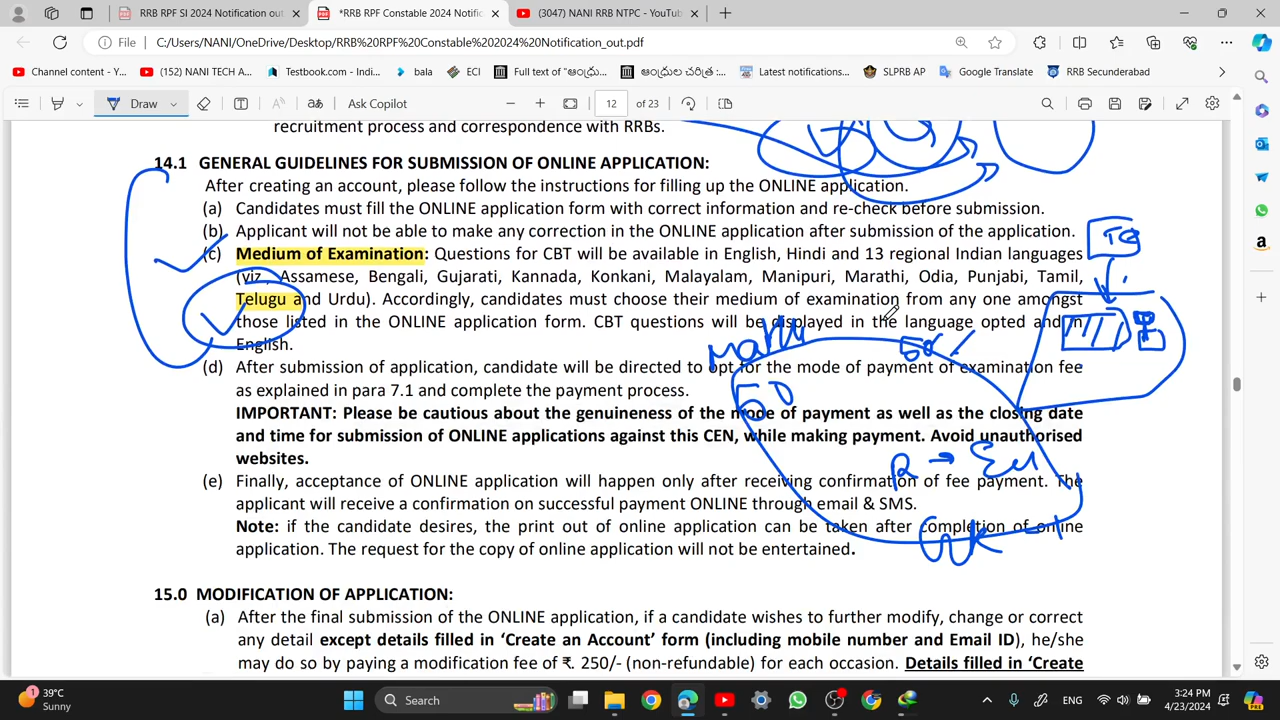 RRB RPF SI 2024 Notification out.
*RRB RPF Constable 2024 Notific
(3047) NANI RRB NTPC - YouTub
File
C:/Users/NANI/OneDrive/Desktop/RRB%20RPF%20Constable%202024%20Notification_out.pdf
Channel content - Y...
(152) NANI TECH A...
Testbook.com - Indi...
bala
ECI
Full text of "ఆంధ్రు...
ఆంధ్రుల చరిత్ర :...
Latest notifications...
SLPRB AP
Google Translate
RRB Secunderabad
Draw
Ask Copilot
12 of 23
recruitment process and correspondence with RRBs.
14.1 GENERAL GUIDELINES FOR SUBMISSION OF ONLINE APPLICATION:
After creating an account, please follow the instructions for filling up the ONLINE application.
(a) Candidates must fill the ONLINE application form with correct information and re-check before submission.
(b) Applicant will not be able to make any correction in the ONLINE application after submission of the application.
(c) Medium of Examination: Questions for CBT will be available in English, Hindi and 13 regional Indian languages
(viz., Assamese, Bengali, Gujarati, Kannada, Konkani, Malayalam, Manipuri, Marathi, Odia, Punjabi, Tamil,
Telugu and Urdu). Accordingly, candidates must choose their medium of examination from any one amongst
those listed in the ONLINE application form. CBT questions will be displayed in the language opted and in
English.
(d) After submission of application, candidate will be directed to opt for the mode of payment of examination fee
as explained in para 7.1 and complete the payment process.
IMPORTANT: Please be cautious about the genuineness of the mode of payment as well as the closing date
and time for submission of ONLINE applications against this CEN, while making payment. Avoid unauthorised
websites.
(e) Finally, acceptance of ONLINE application will happen only after receiving confirmation of fee payment. The
applicant will receive a confirmation on successful payment ONLINE through email & SMS.
Note: if the candidate desires, the print out of online application can be taken after completion of online
application. The request for the copy of online application will not be entertained.
15.0 MODIFICATION OF APPLICATION:
(a) After the final submission of the ONLINE application, if a candidate wishes to further modify, change or correct
any detail except details filled in 'Create an Account' form (including mobile number and Email ID), he/she
may do so by paying a modification fee of ₹. 250/- (non-refundable) for each occasion. Details filled in 'Create
50
39°C
Sunny
Search
ENG
3:24 PM
4/23/2024